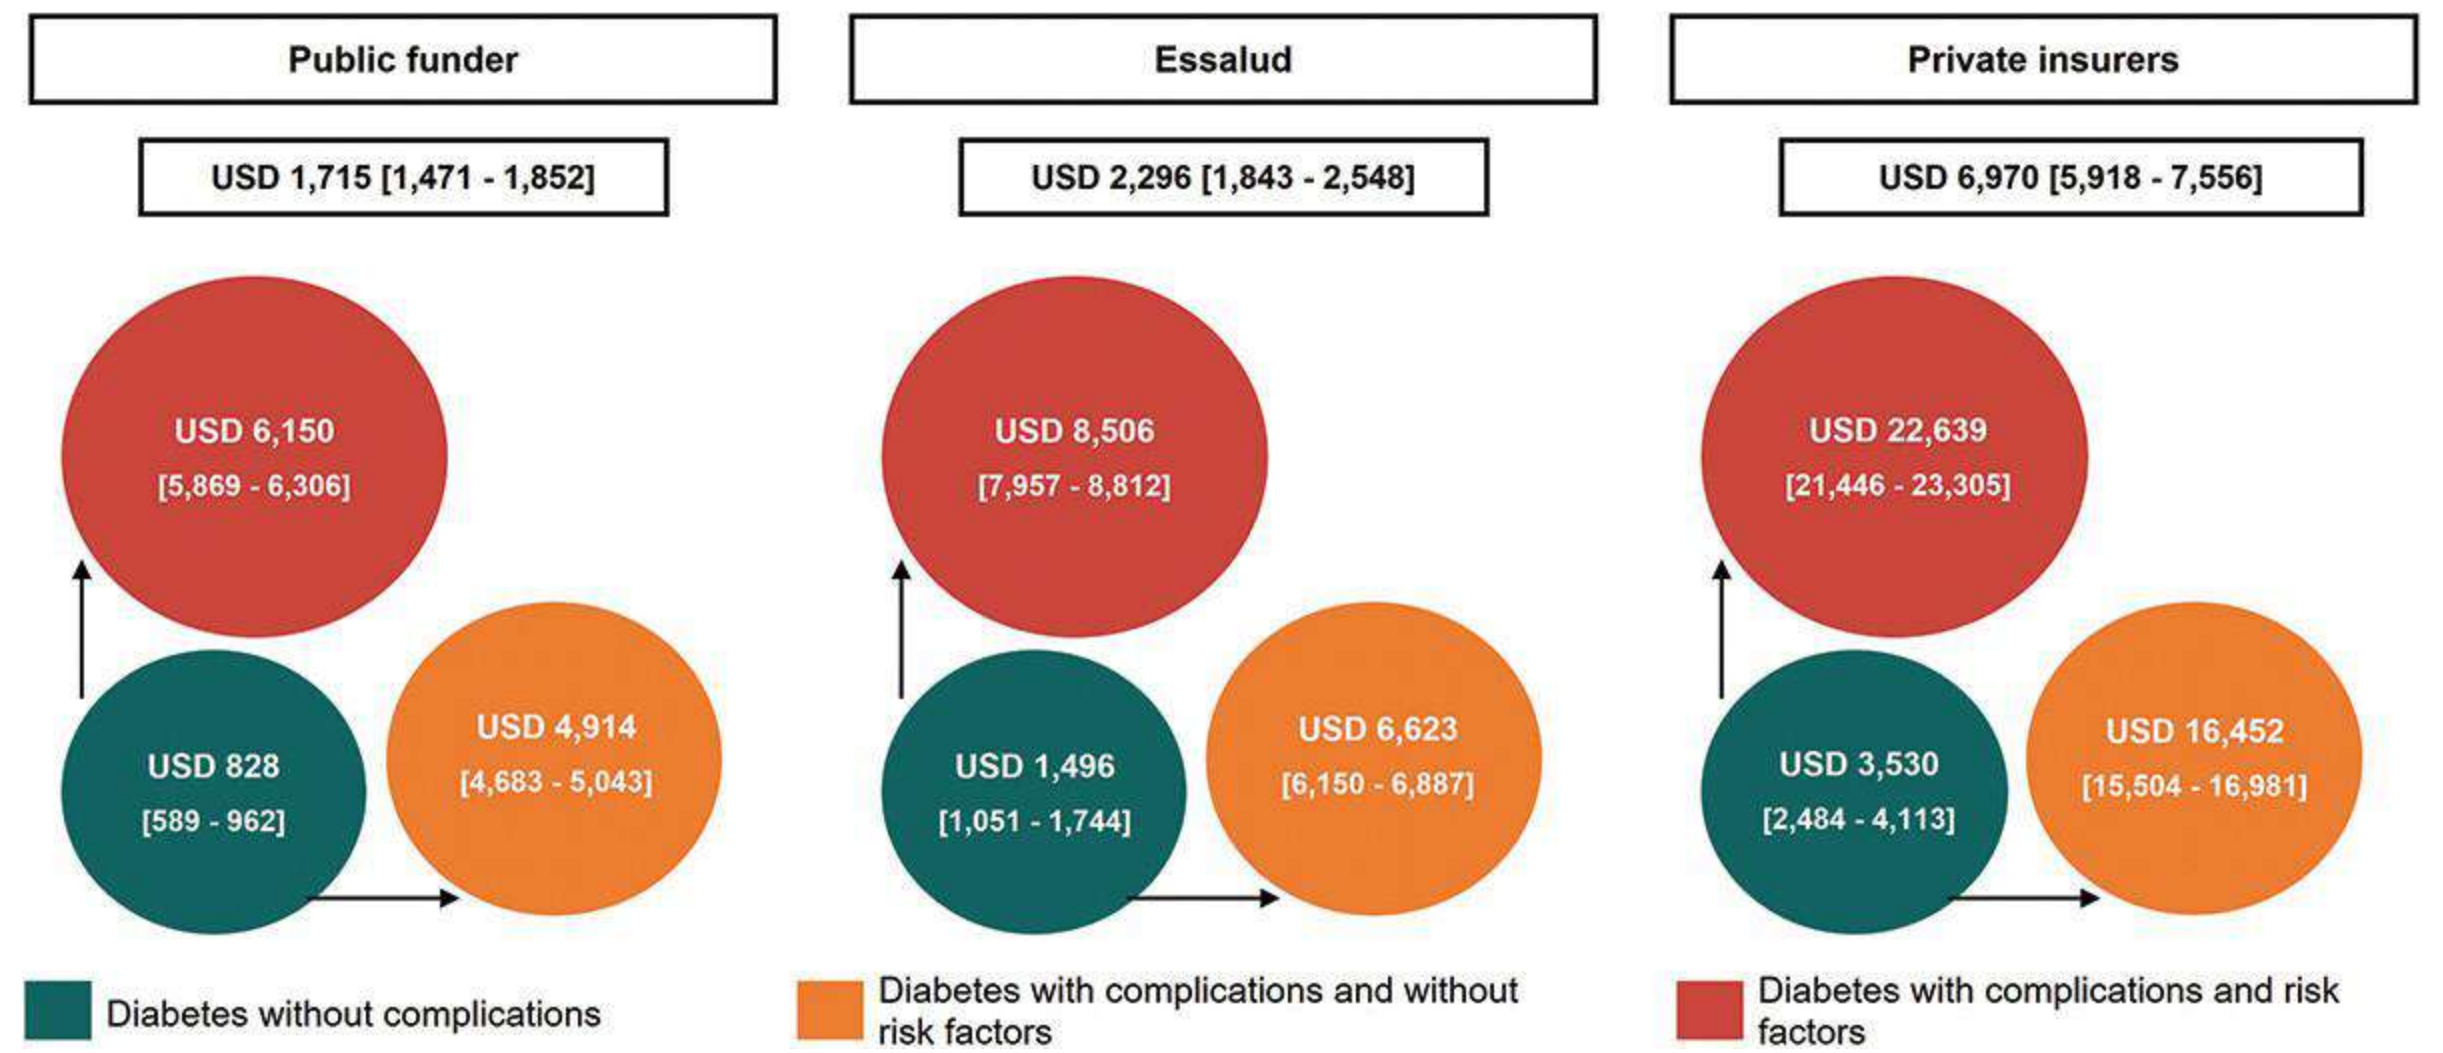 Public funder
USD 1,715 [1,471 - 1,852]
USD 6,150
[5,869 - 6,306]
USD 828
[589 - 962]
USD 4,914
[4,683 - 5,043]
Essalud
USD 2,296 [1,843 - 2,548]
USD 8,506
[7,957 - 8,812]
USD 1,496
[1,051 - 1,744]
USD 6,623
[6,150 - 6,887]
Private insurers
USD 6,970 [5,918 - 7,556]
USD 22,639
[21,446 - 23,305]
USD 3,530
[2,484 - 4,113]
USD 16,452
[15,504 - 16,981]
Diabetes without complications
Diabetes with complications and without
risk factors
Diabetes with complications and risk
factors